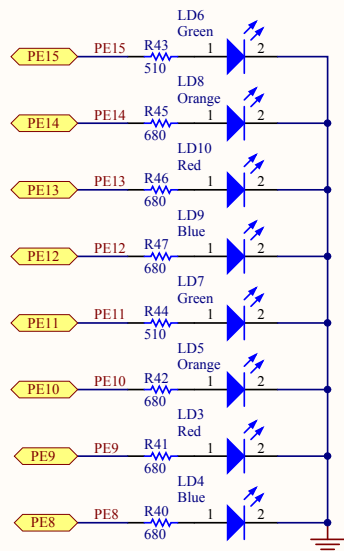 LD6
Green
PE15 PE15 R43 510 1 2
LD8
Orange
PE14 PE14 R45 680 1 2
LD10
Red
PE13 PE13 R46 680 1 2
LD9
Blue
PE12 PE12 R47 680 1 2
LD7
Green
PE11 PE11 R44 510 1 2
LD5
Orange
PE10 PE10 R42 680 1 2
LD3
Red
PE9 PE9 R41 680 1 2
LD4
Blue
PE8 PE8 R40 680 1 2